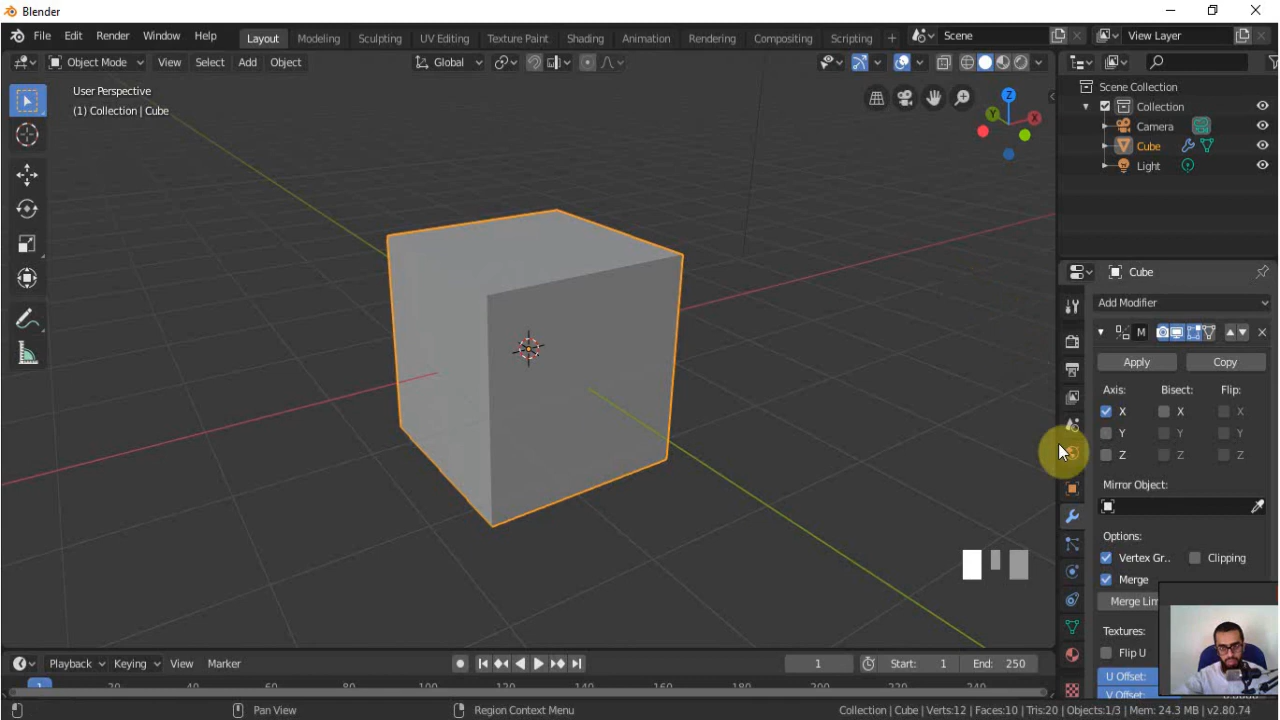 Blender
File Edit Render Window Help Layout Modeling Sculpting UV Editing Texture Paint Shading Animation Rendering Compositing Scripting + Scene View Layer
Object Mode View Select Add Object Global
User Perspective
(1) Collection | Cube
Z
Y
X
Scene Collection
Collection
Camera
Cube
Light
Cube
Add Modifier
M
Apply Copy
Axis: Bisect: Flip:
X X X
Y Y Y
Z Z Z
Mirror Object:
Options:
Vertex Gr.. Clipping
Merge
Merge Lim
Textures:
Flip U
U Offset:
V Offset:
Playback Keying View Marker 1 Start: 1 End: 250
1 20 100 120 140 160 180 200 220 240
Pan View Region Context Menu Collection | Cube | Verts:12 | Faces:10 | Tris:20 | Objects:1/3 | Mem: 24.3 MB | v2.80.74